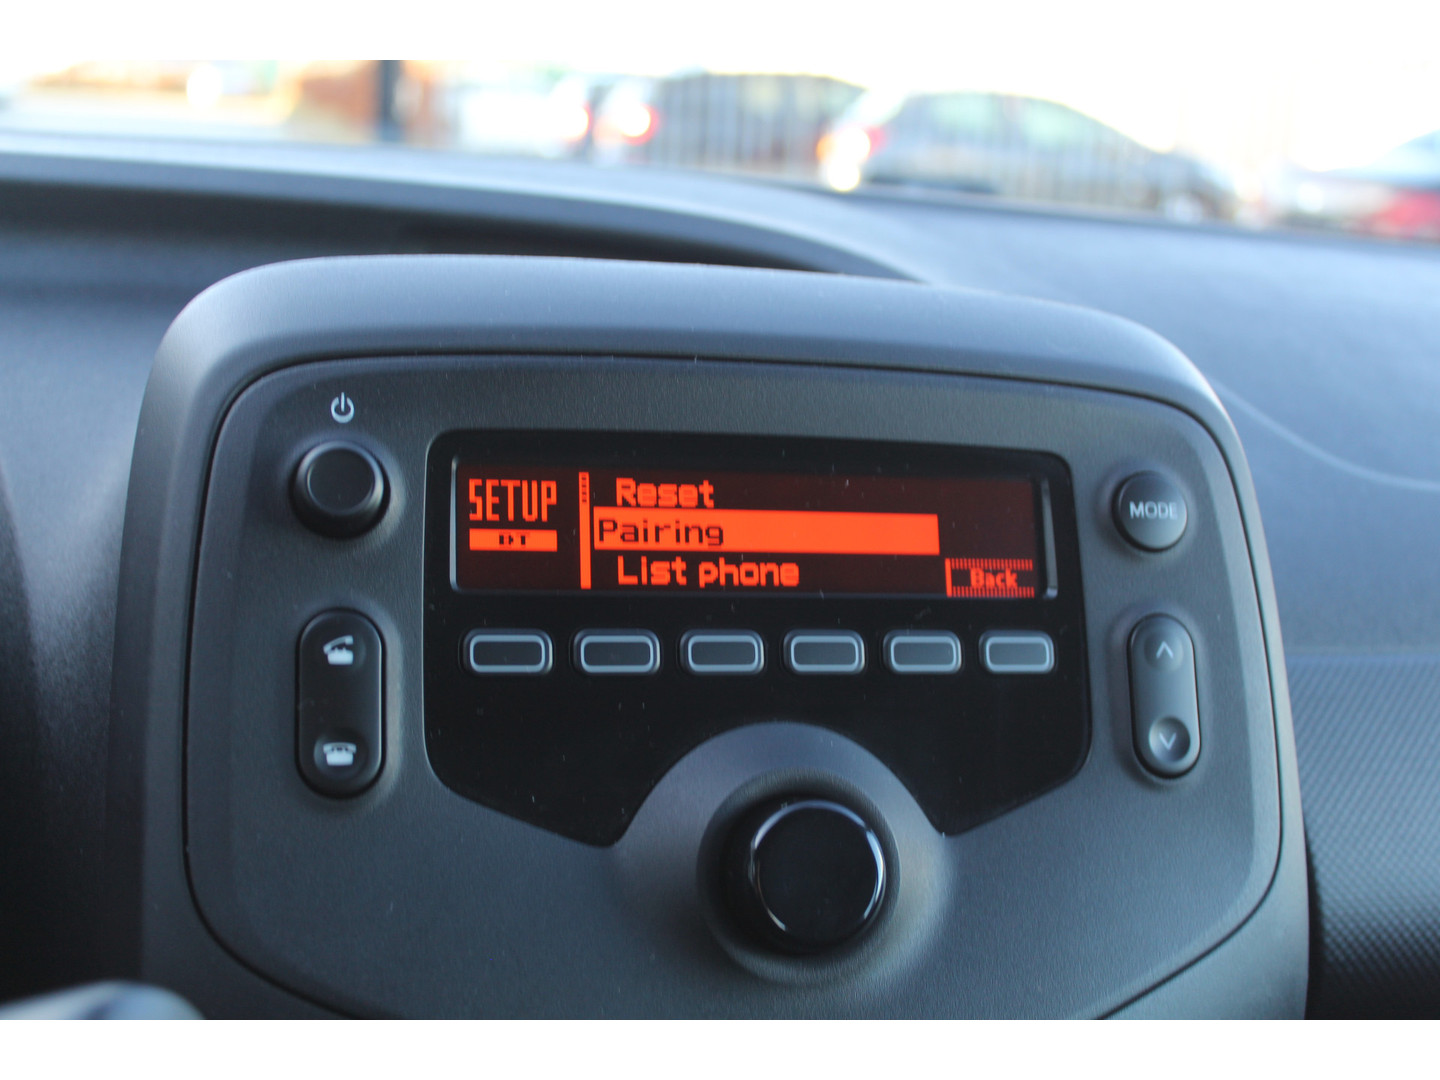 SETUP
Reset
Pairing
List phone
Back
MODE